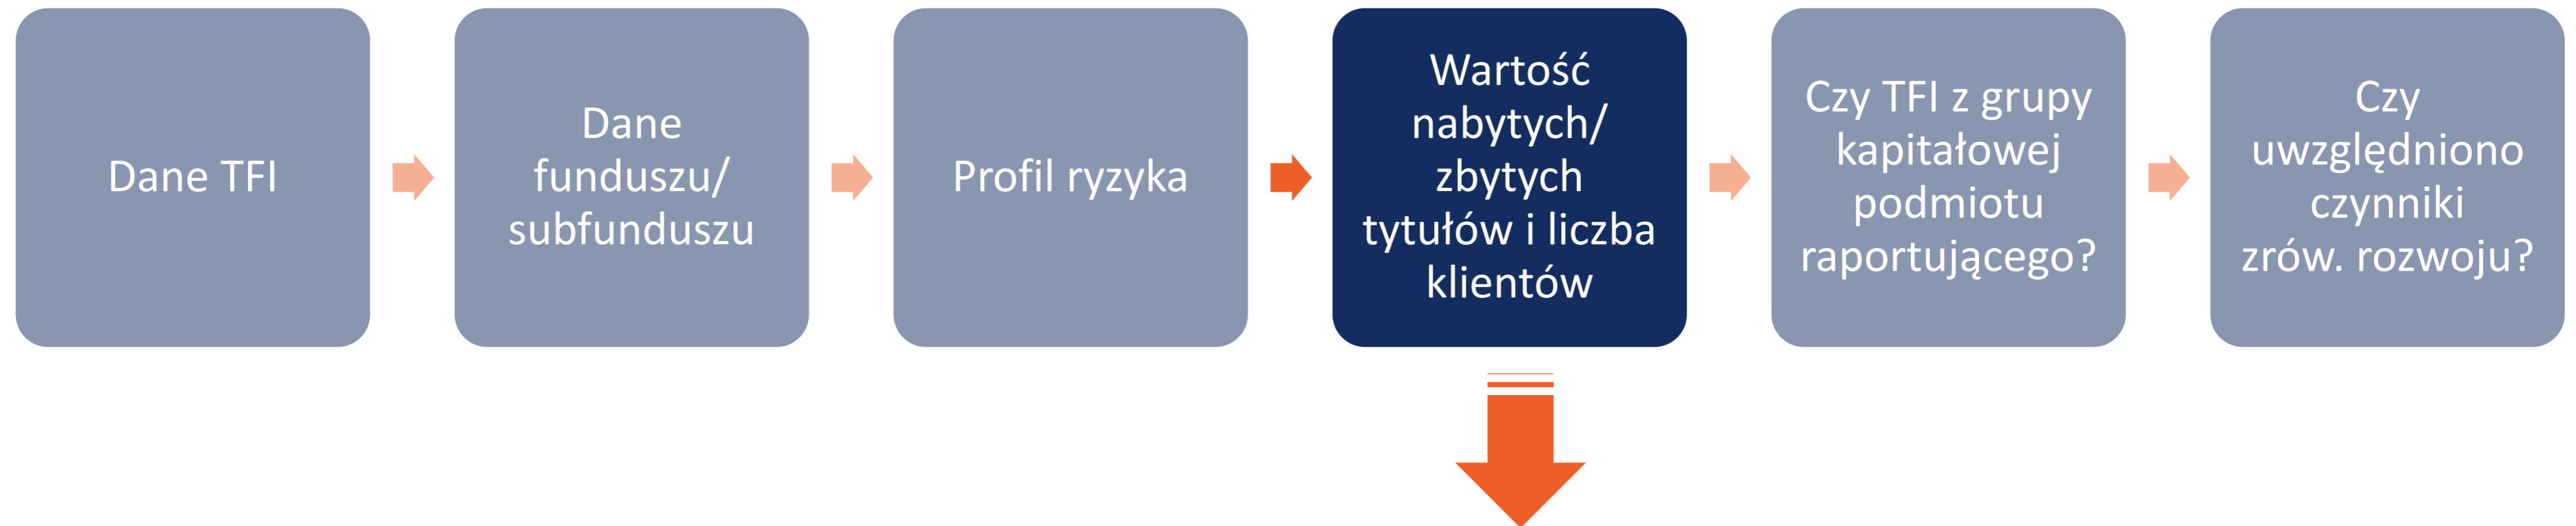 Dane TFI
Dane
funduszu/
subfunduszu
Profil ryzyka
Wartość
nabytych/
zbytych
tytułów i liczba
klientów
Czy TFI z grupy
kapitałowej
podmiotu
raportującego?
Czy
uwzględniono
czynniki
zrów. rozwoju?